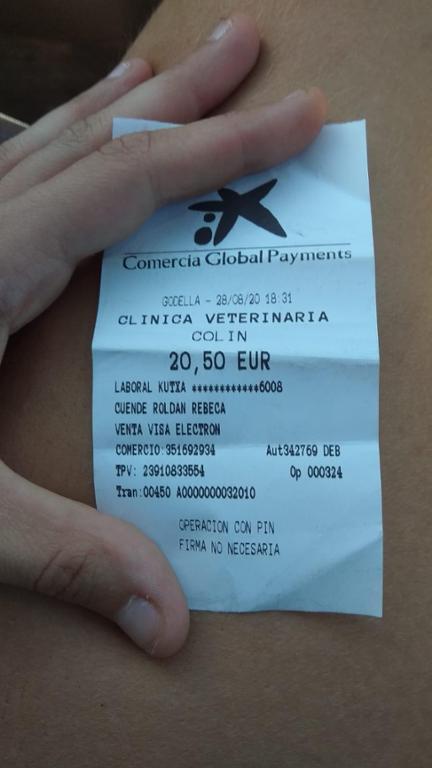 Comercia Global Payments
GODELLA - 28/08/20 18:31
CLINICA VETERINARIA
COLIN
20,50 EUR
LABORAL KUTXA ************6008
CUENDE ROLDAN REBECA
VENTA VISA ELECTRON
COMERCIO:351692934 Aut342769 DEB
TPV: 23910833554 Op 000324
Tran:00450 A0000000032010
OPERACION CON PIN
FIRMA NO NECESARIA